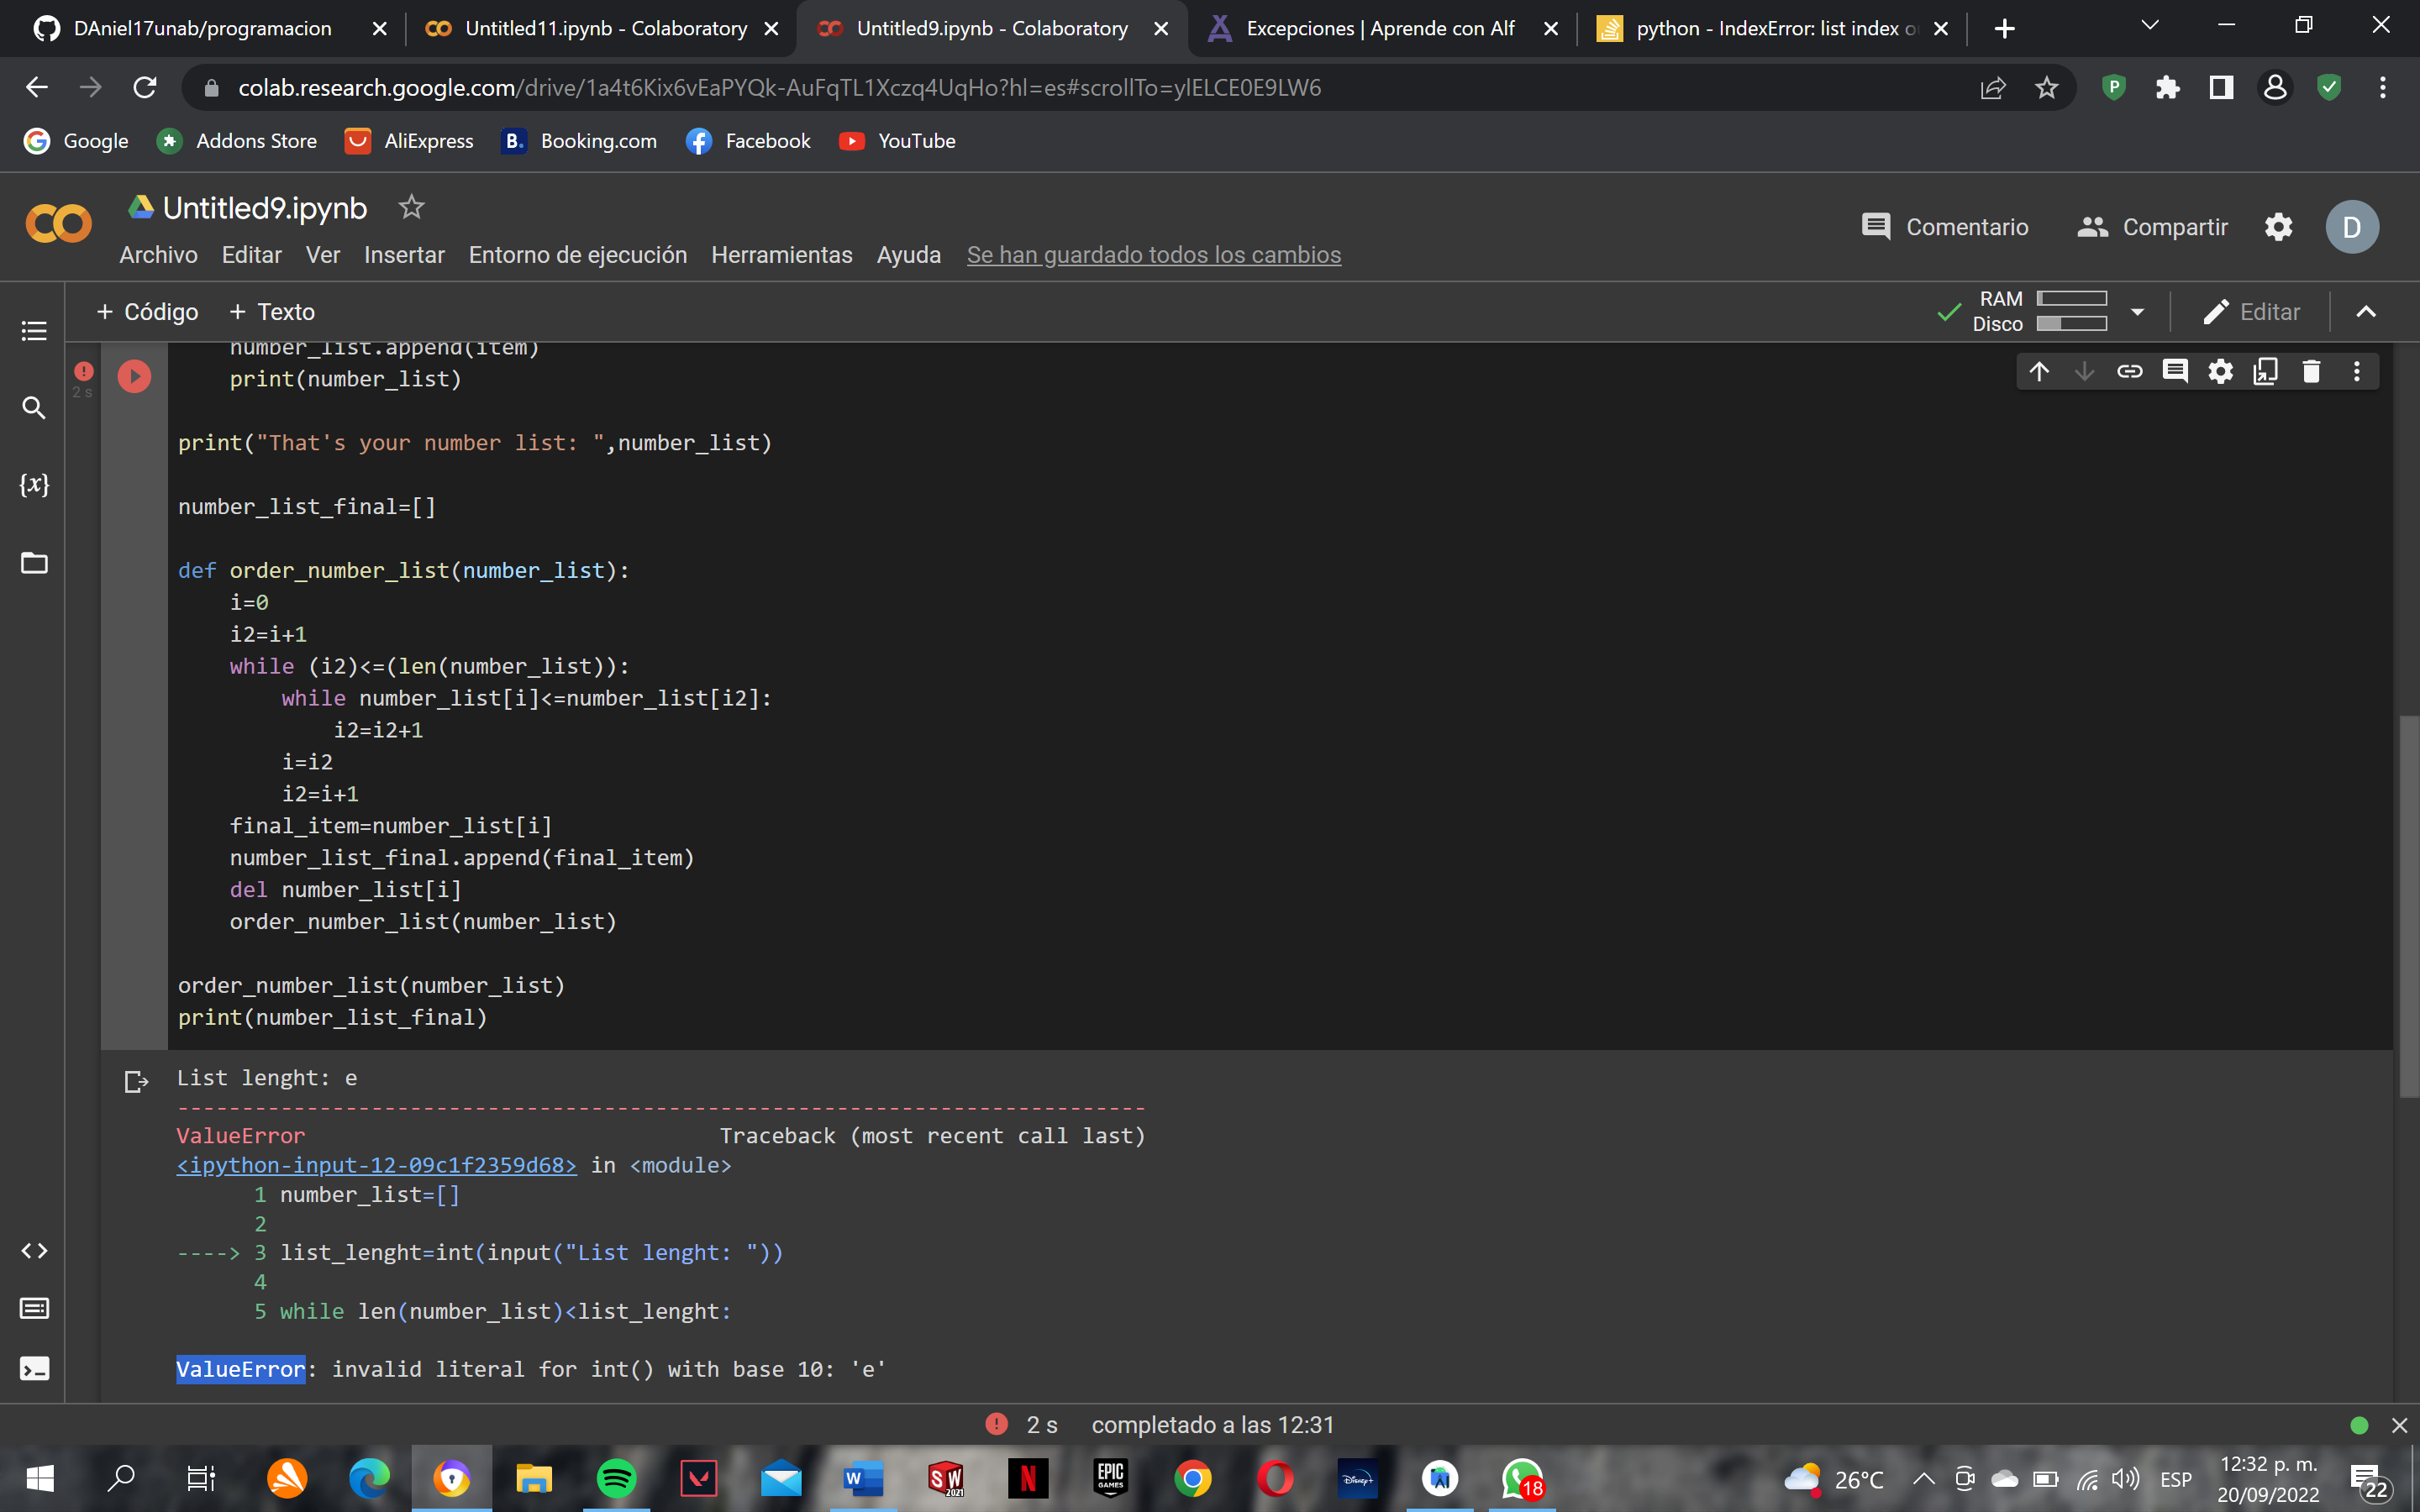 DAniel17unab/programacion
Untitled11.ipynb - Colaboratory
Untitled9.ipynb - Colaboratory
Excepciones | Aprende con Alf
python - IndexError: list index o
colab.research.google.com/drive/1a4t6Kix6vEaPYQk-AuFqTL1Xczq4UqHo?hl=es#scrollTo=ylELCE0E9LW6
Google
Addons Store
AliExpress
Booking.com
Facebook
YouTube
Untitled9.ipynb
Comentario
Compartir
D
Archivo Editar Ver Insertar Entorno de ejecución Herramientas Ayuda Se han guardado todos los cambios
+ Código + Texto
RAM
Disco
Editar
2 s
number_list.append(item)
print(number_list)
print("That's your number list: ",number_list)
number_list_final=[]
def order_number_list(number_list):
i=0
i2=i+1
while (i2)<=(len(number_list)):
while number_list[i]<=number_list[i2]:
i2=i2+1
i=i2
i2=i+1
final_item=number_list[i]
number_list_final.append(final_item)
del number_list[i]
order_number_list(number_list)
order_number_list(number_list)
print(number_list_final)
List lenght: e
---------------------------------------------------------------------------
ValueError Traceback (most recent call last)
<ipython-input-12-09c1f2359d68> in <module>
1 number_list=[]
2
----> 3 list_lenght=int(input("List lenght: "))
4
5 while len(number_list)<list_lenght:
ValueError: invalid literal for int() with base 10: 'e'
2 s completado a las 12:31
W
SW
2021
N
EPIC
GAMES
Disney+
18
26°C
ESP
12:32 p. m.
20/09/2022
22